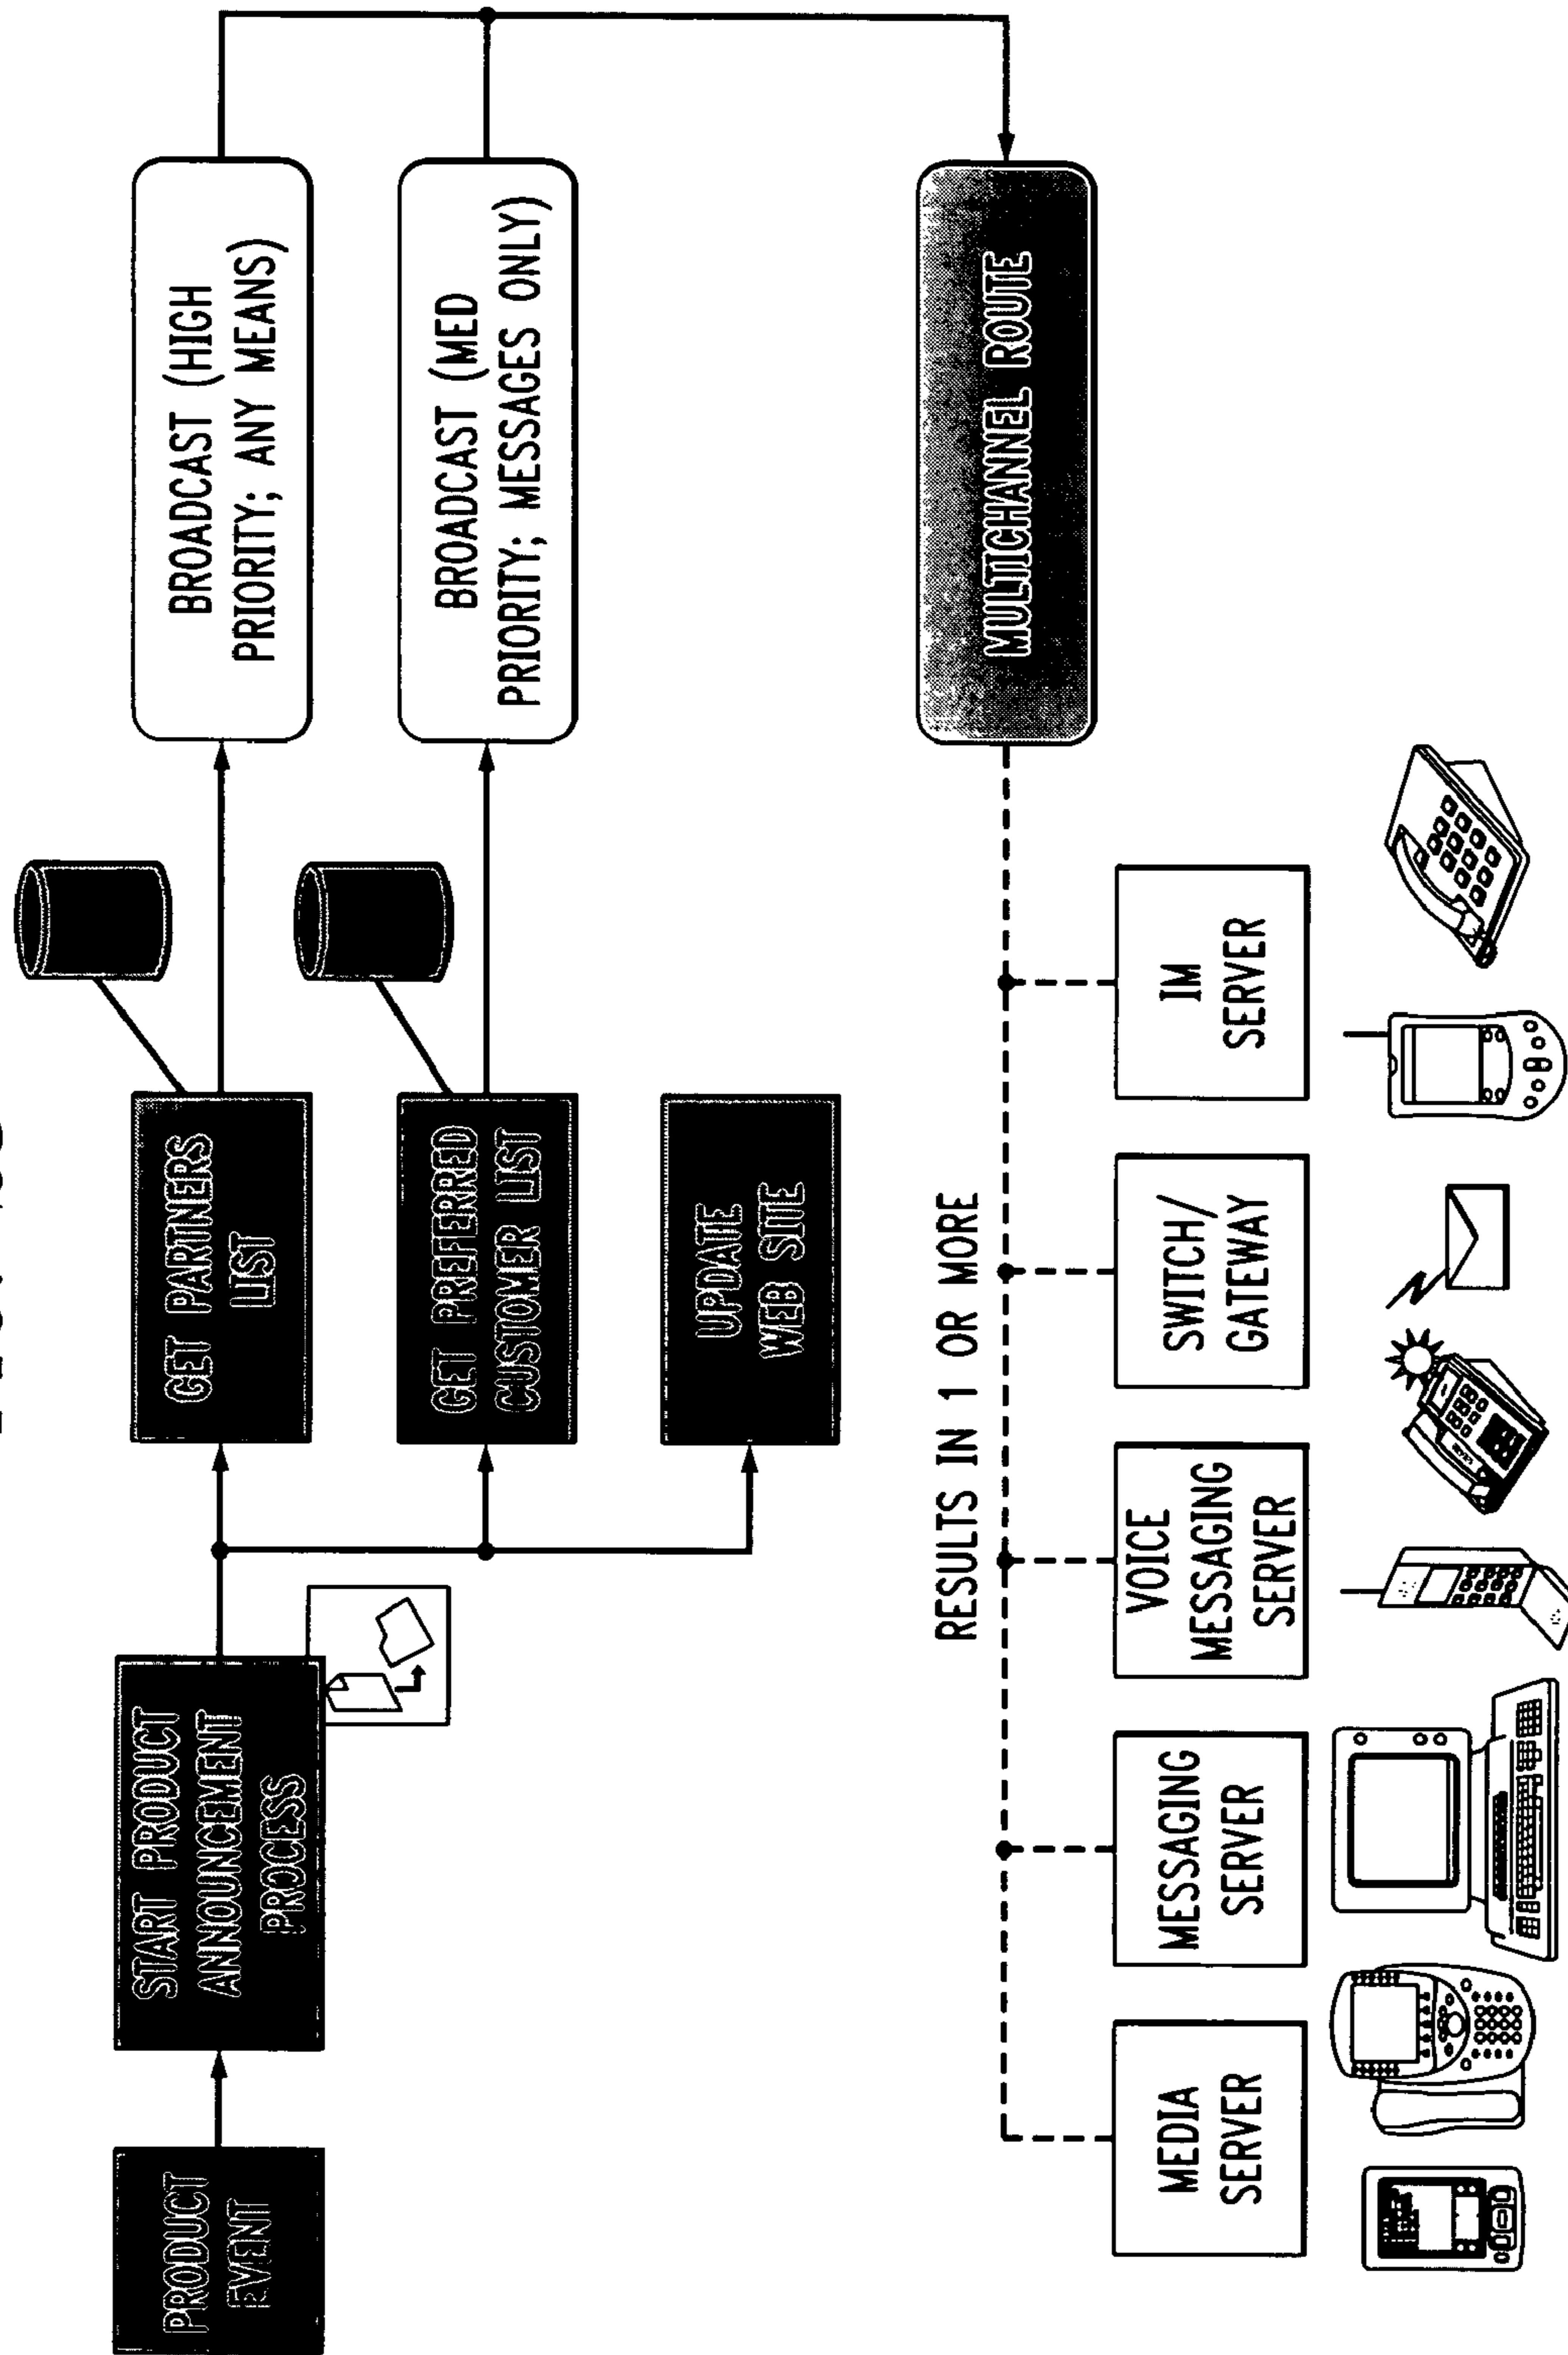 PRODUCT
EVENT
START PRODUCT
ANNOUNCEMENT
PROCESS
GET PARTNERS
LIST
GET PREFERRED
CUSTOMER LIST
UPDATE
WEB SITE
BROADCAST (HIGH
PRIORITY; ANY MEANS)
BROADCAST (MED
PRIORITY; MESSAGES ONLY)
MULTICHANNEL ROUTE
RESULTS IN 1 OR MORE
MEDIA
SERVER
MESSAGING
SERVER
VOICE
MESSAGING
SERVER
SWITCH/
GATEWAY
IM
SERVER